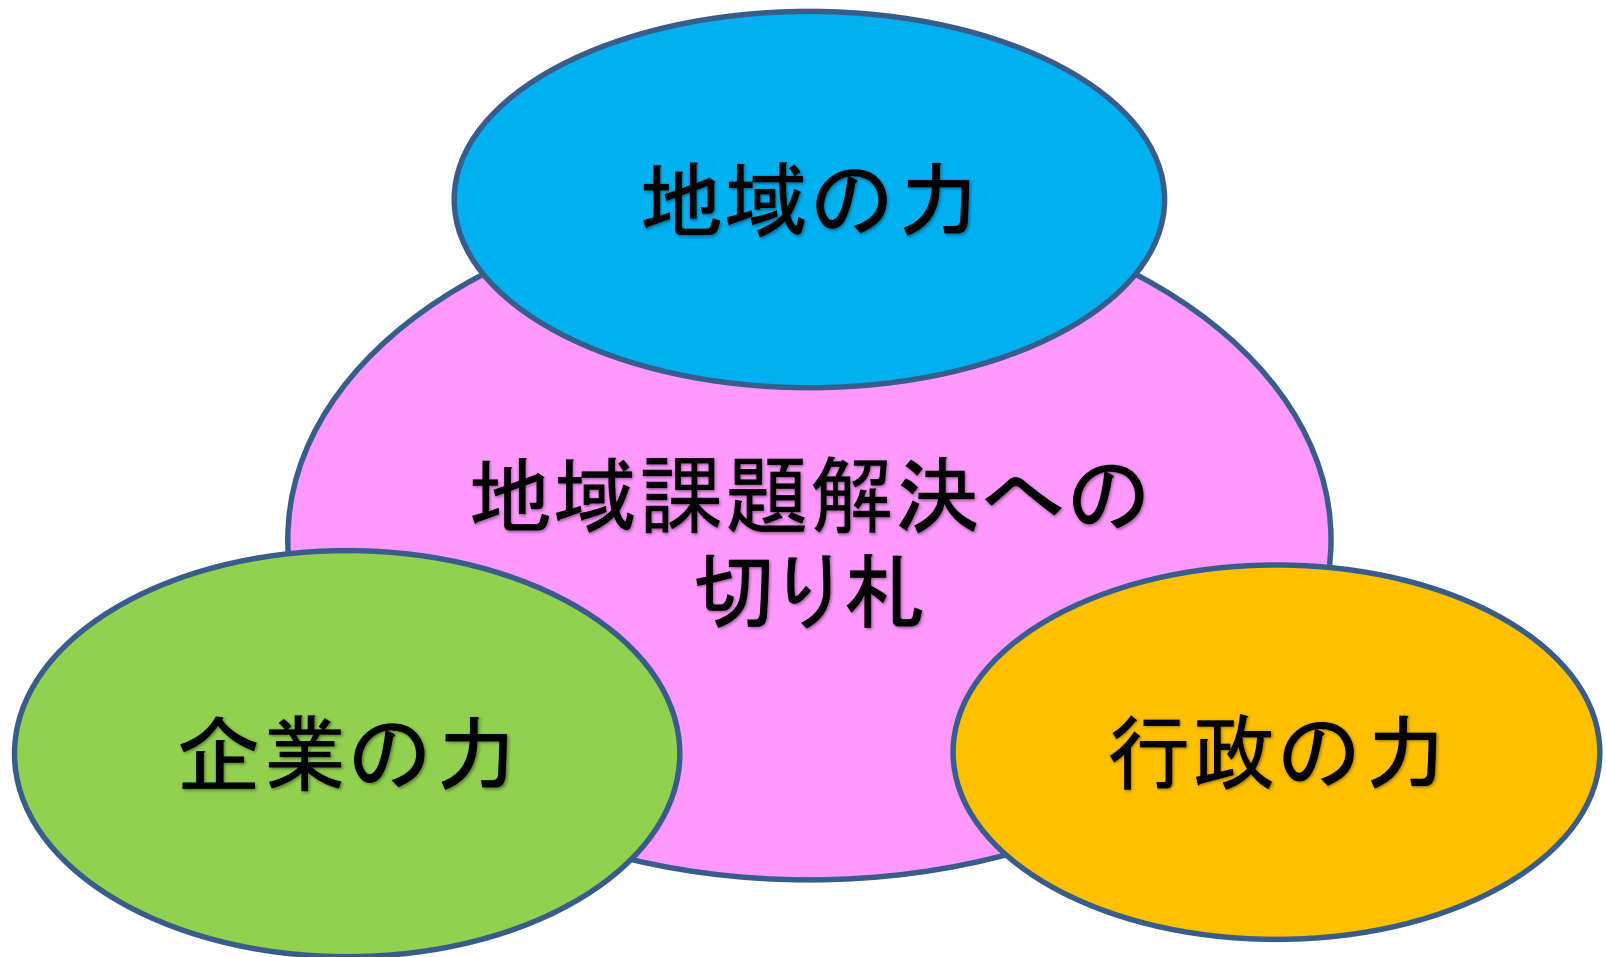 地域の力
地域課題解決への
切り札
企業の力
行政の力